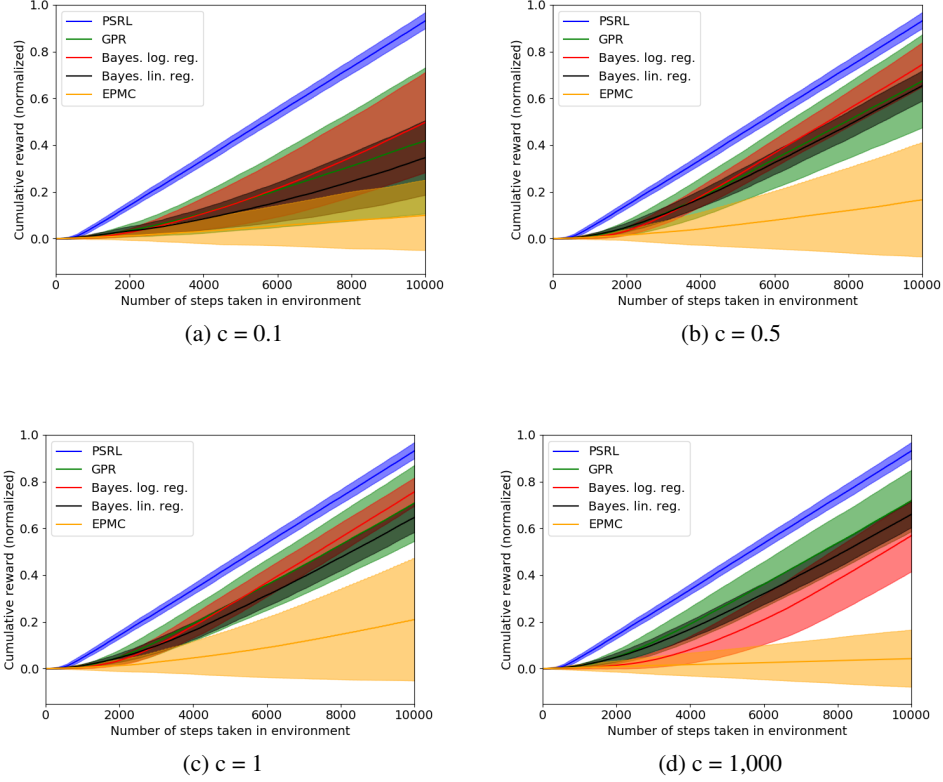 1.0
0.8
0.6
0.4
0.2
0.0
Cumulative reward (normalized)
PSRL
GPR
Bayes. log. reg.
Bayes. lin. reg.
EPMC
0 2000 4000 6000 8000 10000
Number of steps taken in environment
(a) c = 0.1
1.0
0.8
0.6
0.4
0.2
0.0
Cumulative reward (normalized)
PSRL
GPR
Bayes. log. reg.
Bayes. lin. reg.
EPMC
0 2000 4000 6000 8000 10000
Number of steps taken in environment
(b) c = 0.5
1.0
0.8
0.6
0.4
0.2
0.0
Cumulative reward (normalized)
PSRL
GPR
Bayes. log. reg.
Bayes. lin. reg.
EPMC
0 2000 4000 6000 8000 10000
Number of steps taken in environment
(c) c = 1
1.0
0.8
0.6
0.4
0.2
0.0
Cumulative reward (normalized)
PSRL
GPR
Bayes. log. reg.
Bayes. lin. reg.
EPMC
0 2000 4000 6000 8000 10000
Number of steps taken in environment
(d) c = 1,000